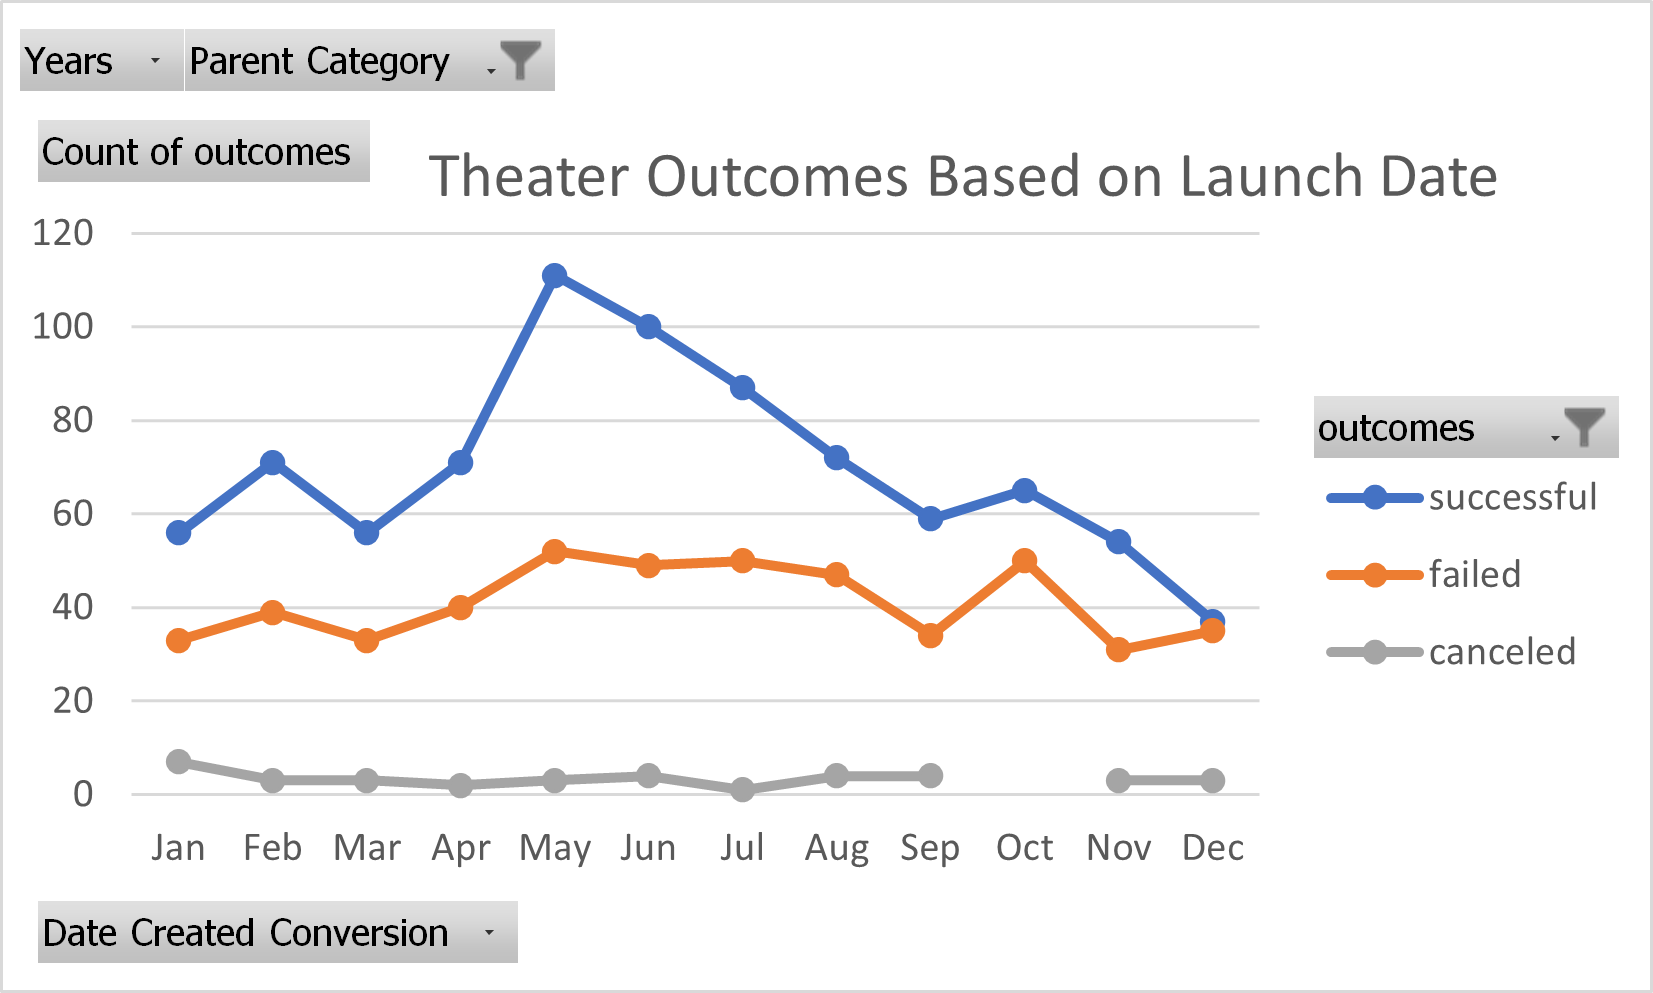 Years Parent Category
Count of outcomes
Theater Outcomes Based on Launch Date
120
100
80
60
40
20
0
Jan Feb Mar Apr May Jun Jul Aug Sep Oct Nov Dec
outcomes
successful
failed
canceled
Date Created Conversion